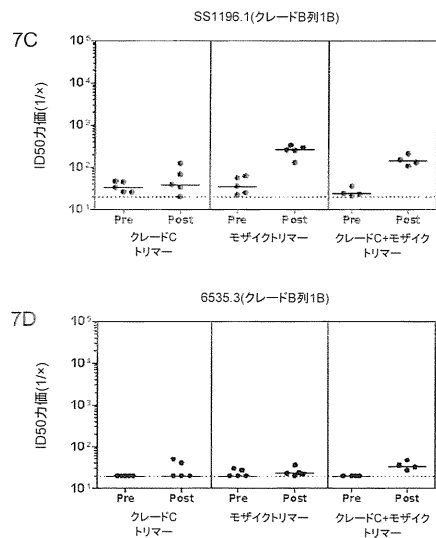 7C
SS1196.1(クレードB列1B)
ID50力価(1/×)
10⁵
10⁴
10³
10²
10¹
Pre Post Pre Post Pre Post
クレードC
トリマー
モザイクトリマー
クレードC+モザイク
トリマー
7D
6535.3(クレードB列1B)
ID50力価(1/×)
10⁵
10⁴
10³
10²
10¹
Pre Post Pre Post Pre Post
クレードC
トリマー
モザイクトリマー
クレードC+モザイク
トリマー